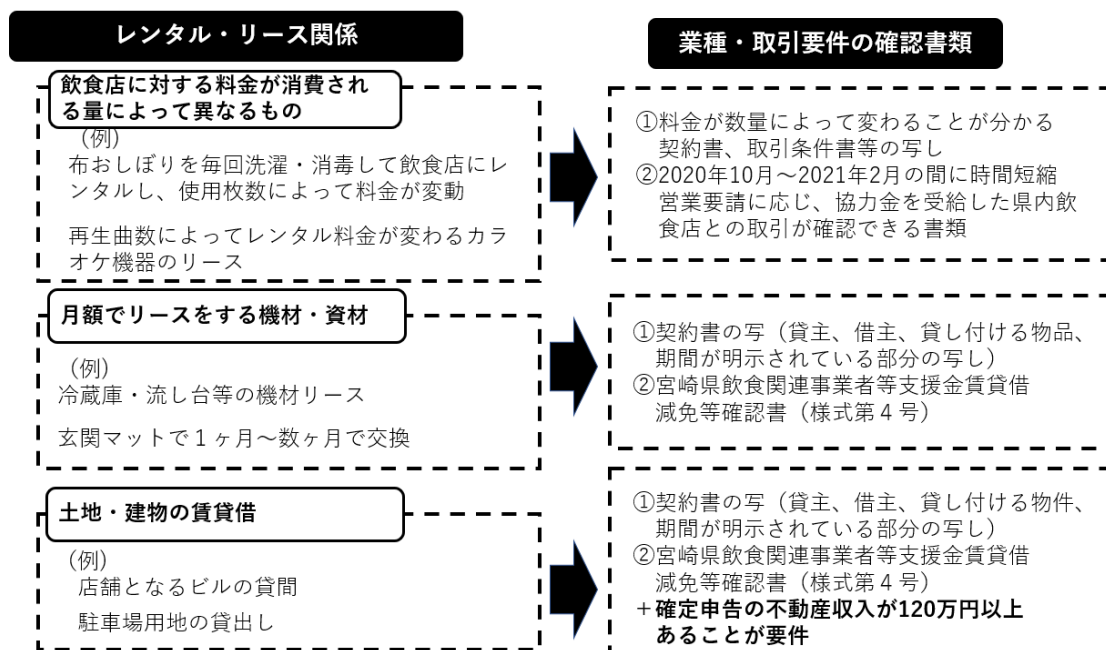 レンタル・リース関係
業種・取引要件の確認書類
飲食店に対する料金が消費され
る量によって異なるもの
（例）
布おしぼりを毎回洗濯・消毒して飲食店にレ
ンタルし、使用枚数によって料金が変動
再生曲数によってレンタル料金が変わるカラ
オケ機器のリース
①料金が数量によって変わることが分かる
契約書、取引条件書等の写し
②2020年10月～2021年2月の間に時間短縮
営業要請に応じ、協力金を受給した県内飲
食店との取引が確認できる書類
月額でリースをする機材・資材
（例）
冷蔵庫・流し台等の機材リース
玄関マットで１ヶ月～数ヶ月で交換
①契約書の写（貸主、借主、貸し付ける物品、
期間が明示されている部分の写し）
②宮崎県飲食関連事業者等支援金賃貸借
減免等確認書（様式第４号）
土地・建物の賃貸借
（例）
店舗となるビルの貸間
駐車場用地の貸出し
①契約書の写（貸主、借主、貸し付ける物件、
期間が明示されている部分の写し）
②宮崎県飲食関連事業者等支援金賃貸借
減免等確認書（様式第４号）
＋確定申告の不動産収入が120万円以上
あることが要件